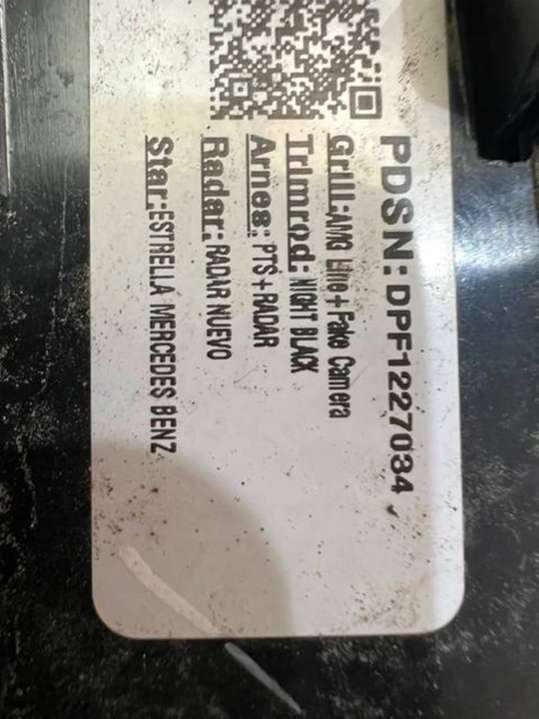 PDSN: DPF1227034
Grill: AMG Line + Fake Camera
Trimrod: NIGHT BLACK
Arnes: PTS + RADAR
Radar: RADAR NUEVO
Star: ESTRELLA MERCEDES BENZ